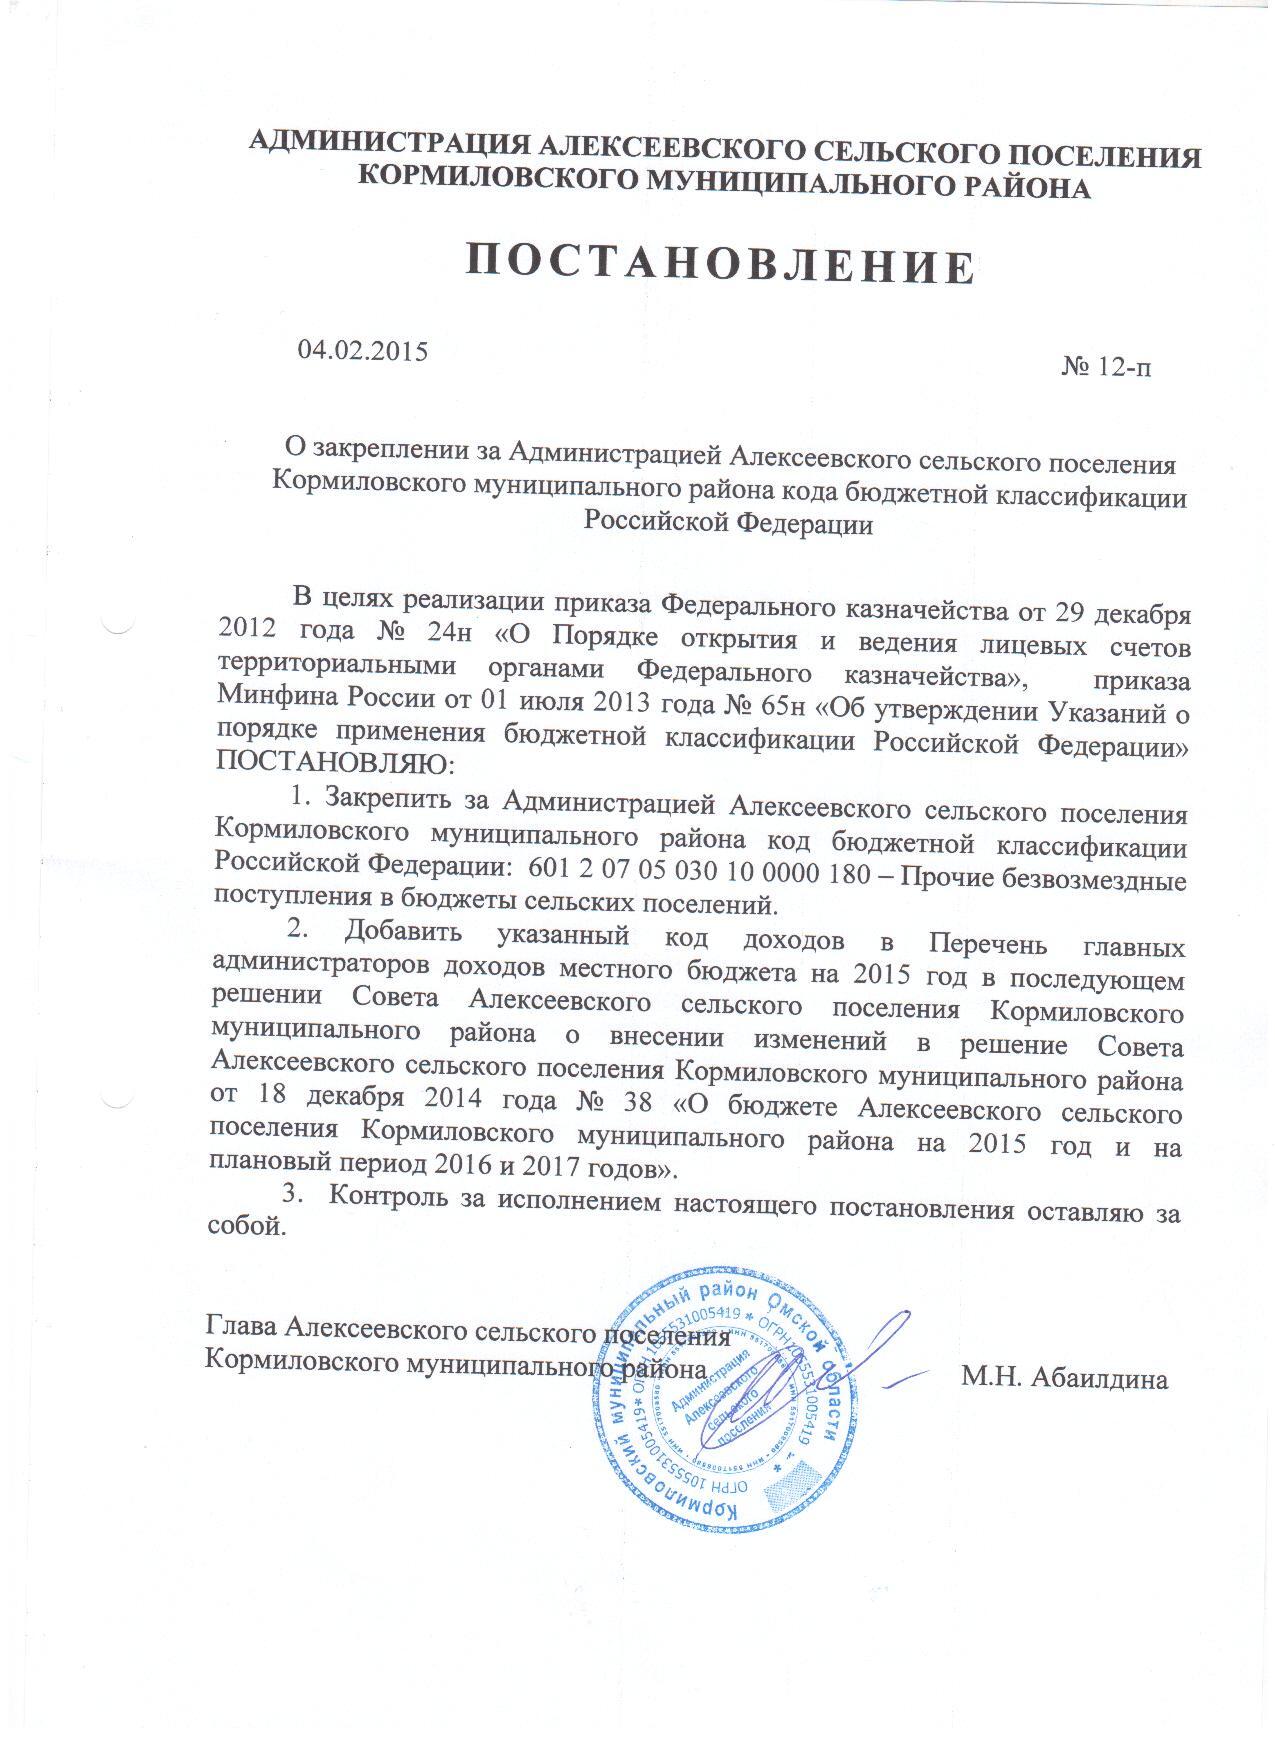 АДМИНИСТРАЦИЯ АЛЕКСЕЕВСКОГО СЕЛЬСКОГО ПОСЕЛЕНИЯ
КОРМИЛОВСКОГО МУНИЦИПАЛЬНОГО РАЙОНА
ПОСТАНОВЛЕНИЕ
04.02.2015
№ 12-п
О закреплении за Администрацией Алексеевского сельского поселения
Кормиловского муниципального района кода бюджетной классификации
Российской Федерации
В целях реализации приказа Федерального казначейства от 29 декабря
2012 года № 24н «О Порядке открытия и ведения лицевых счетов
территориальными органами Федерального казначейства», приказа
Минфина России от 01 июля 2013 года № 65н «Об утверждении Указаний о
порядке применения бюджетной классификации Российской Федерации»
ПОСТАНОВЛЯЮ:
1. Закрепить за Администрацией Алексеевского сельского поселения
Кормиловского муниципального района код бюджетной классификации
Российской Федерации: 601 2 07 05 030 10 0000 180 – Прочие безвозмездные
поступления в бюджеты сельских поселений.
2. Добавить указанный код доходов в Перечень главных
администраторов доходов местного бюджета на 2015 год в последующем
решении Совета Алексеевского сельского поселения Кормиловского
муниципального района о внесении изменений в решение Совета
Алексеевского сельского поселения Кормиловского муниципального района
от 18 декабря 2014 года № 38 «О бюджете Алексеевского сельского
поселения Кормиловского муниципального района на 2015 год и на
плановый период 2016 и 2017 годов».
3. Контроль за исполнением настоящего постановления оставляю за
собой.
Глава Алексеевского сельского поселения
Кормиловского муниципального района
М.Н. Абаилдина
Кормиловский муниципальный район Омской области
ОГРН 1055531005419 * ОГРН 1055531005419 * ОГРН 1055531005419 *
Администрация
Алексеевского
сельского
поселения